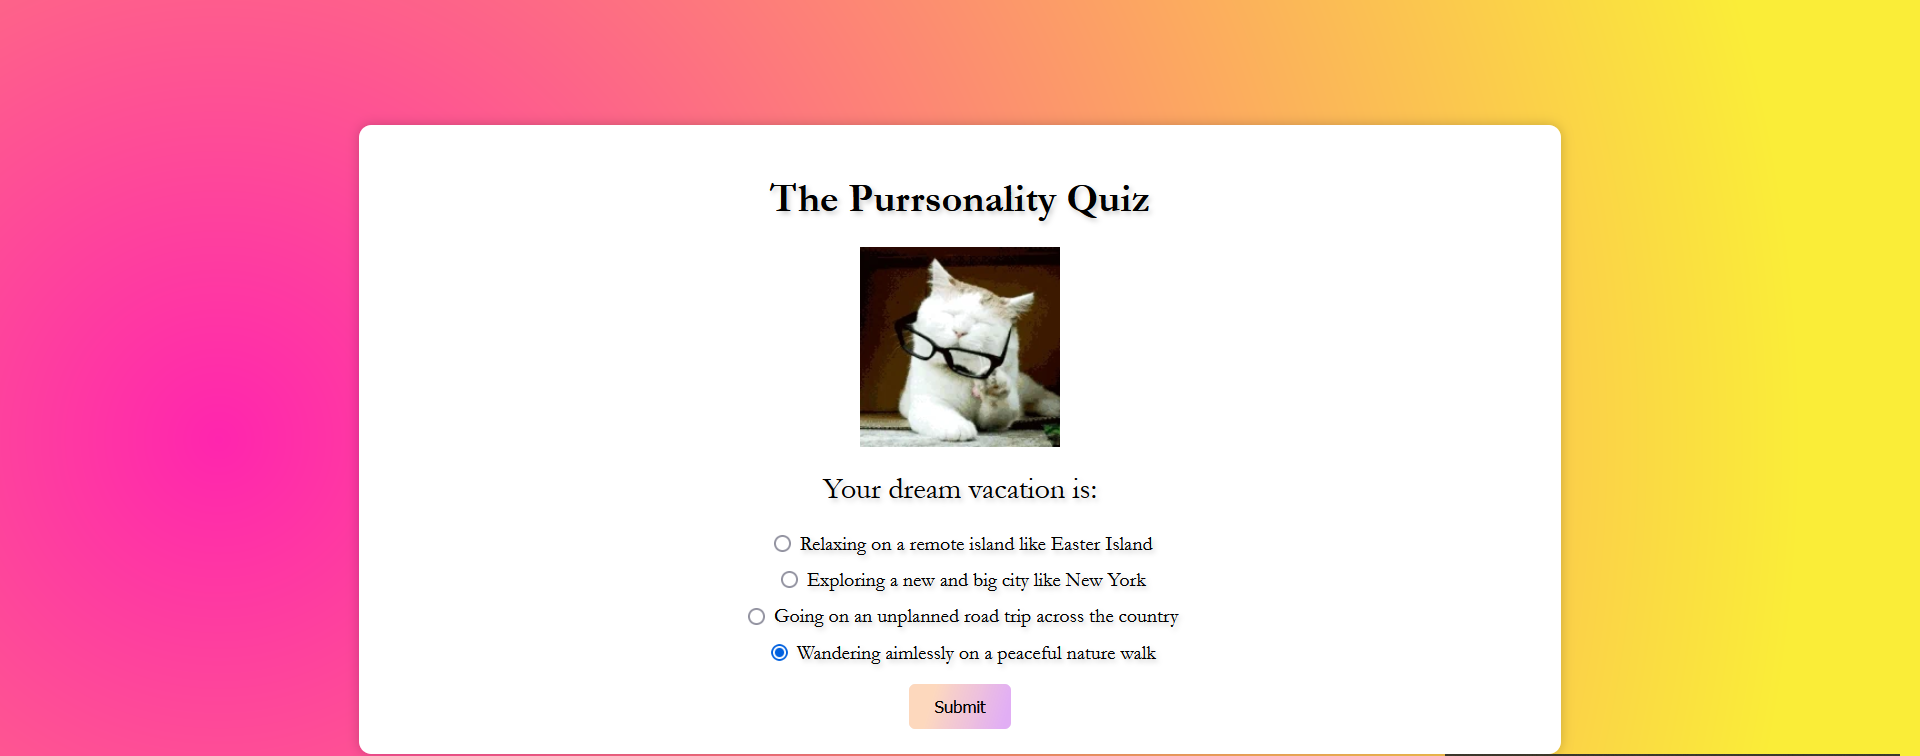 The Purrsonality Quiz
Your dream vacation is:
Relaxing on a remote island like Easter Island
Exploring a new and big city like New York
Going on an unplanned road trip across the country
Wandering aimlessly on a peaceful nature walk
Submit